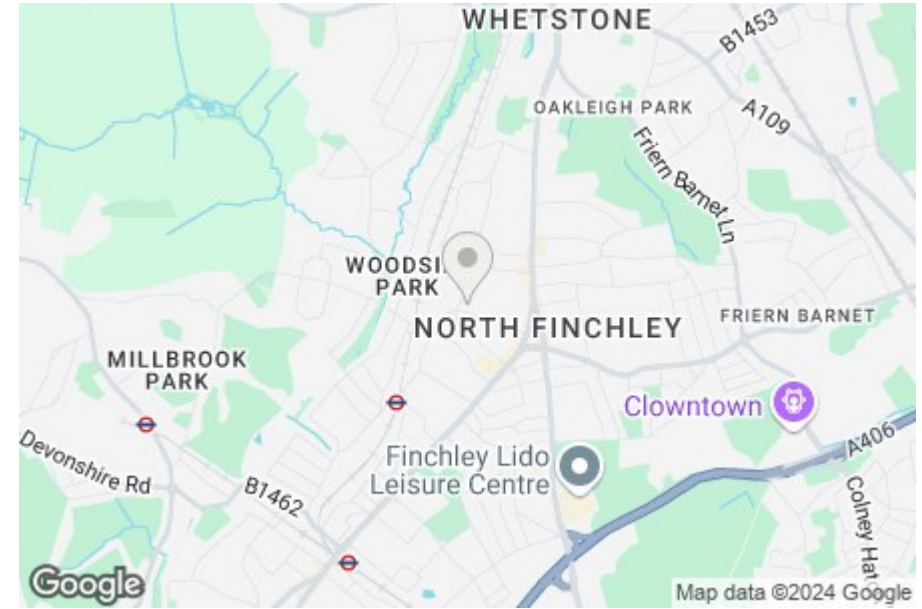 WHETSTONE
B1453
OAKLEIGH PARK
A109
Friern Barnet Ln
WOODSI
PARK
NORTH FINCHLEY
FRIERN BARNET
MILLBROOK
PARK
Clowntown
Devonshire Rd
B1462
Finchley Lido
Leisure Centre
A406
Colney Hat
Google
Map data ©2024 Google